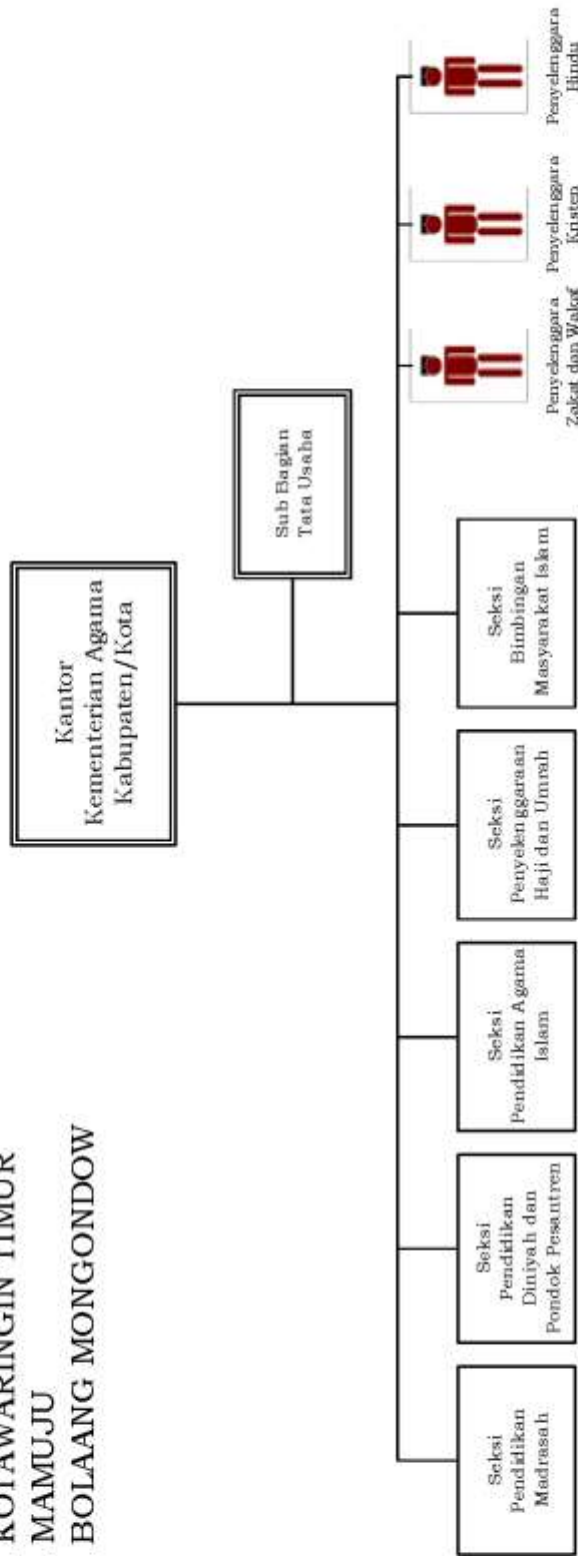 KOTAWARINGIN TIMUR
MAMUJU
BOLAANG MONGONDOW
Kantor
Kementerian Agama
Kabupaten/Kota
Sub Bagian
Tata Usaha
Seksi
Pendidikan
Madrasah
Seksi
Pendidikan
Diniyah dan
Pondok Pesantren
Seksi
Pendidikan Agama
Islam
Seksi
Penyelenggaraan
Haji dan Umrah
Seksi
Bimbingan
Masyarakat Islam
Penyelenggara
Zakat dan Wakaf
Penyelenggara
Kristen
Penyelenggara
Hindu